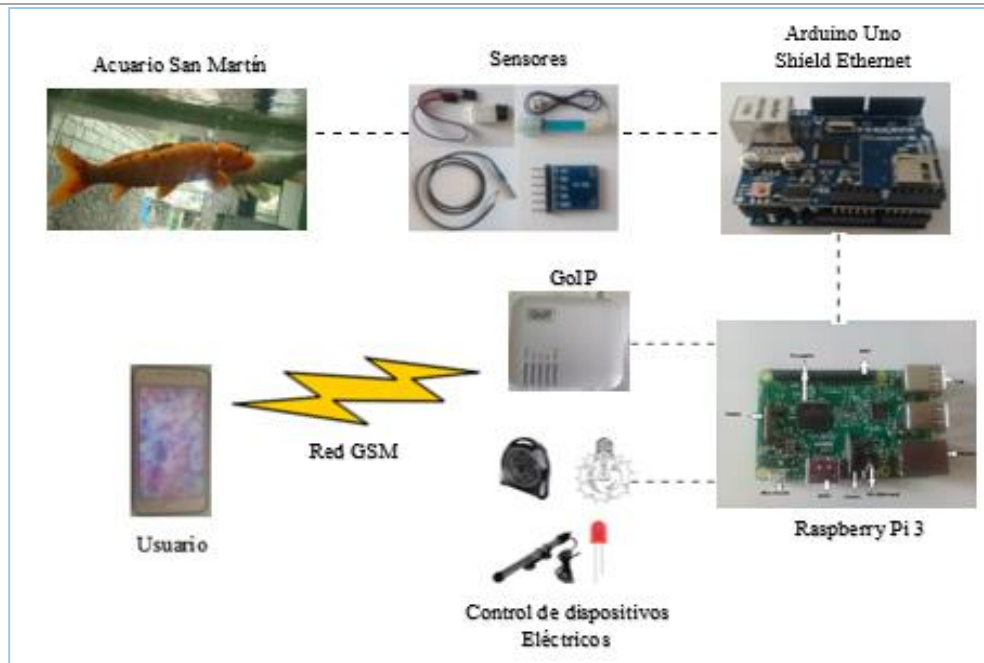 Acuario San Martín
Sensores
Arduino Uno
Shield Ethernet
GoIP
Red GSM
Usuario
Raspberry Pi 3
Control de dispositivos
Eléctricos